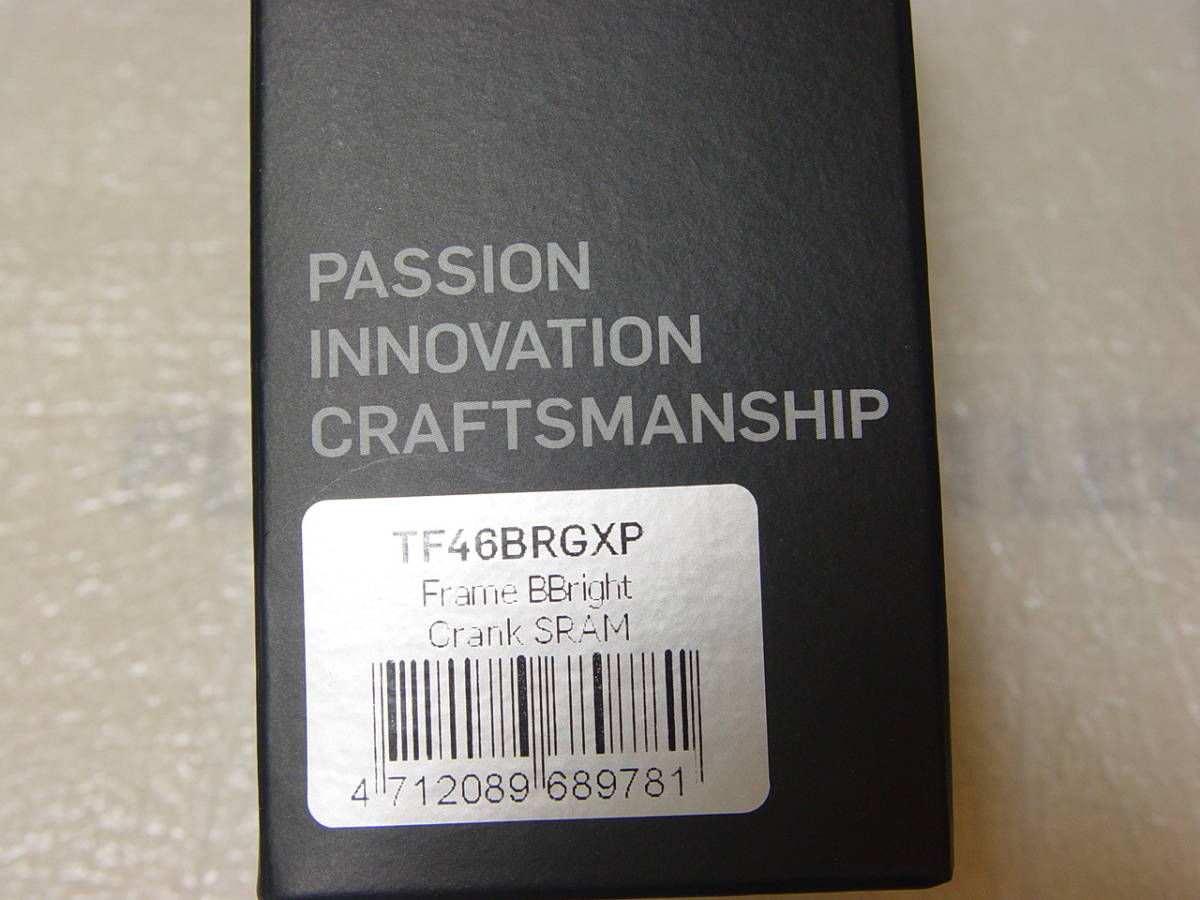 PASSION
INNOVATION
CRAFTSMANSHIP
TF46BRGXP
Frame BBright
Crank SRAM
4 712089 689781